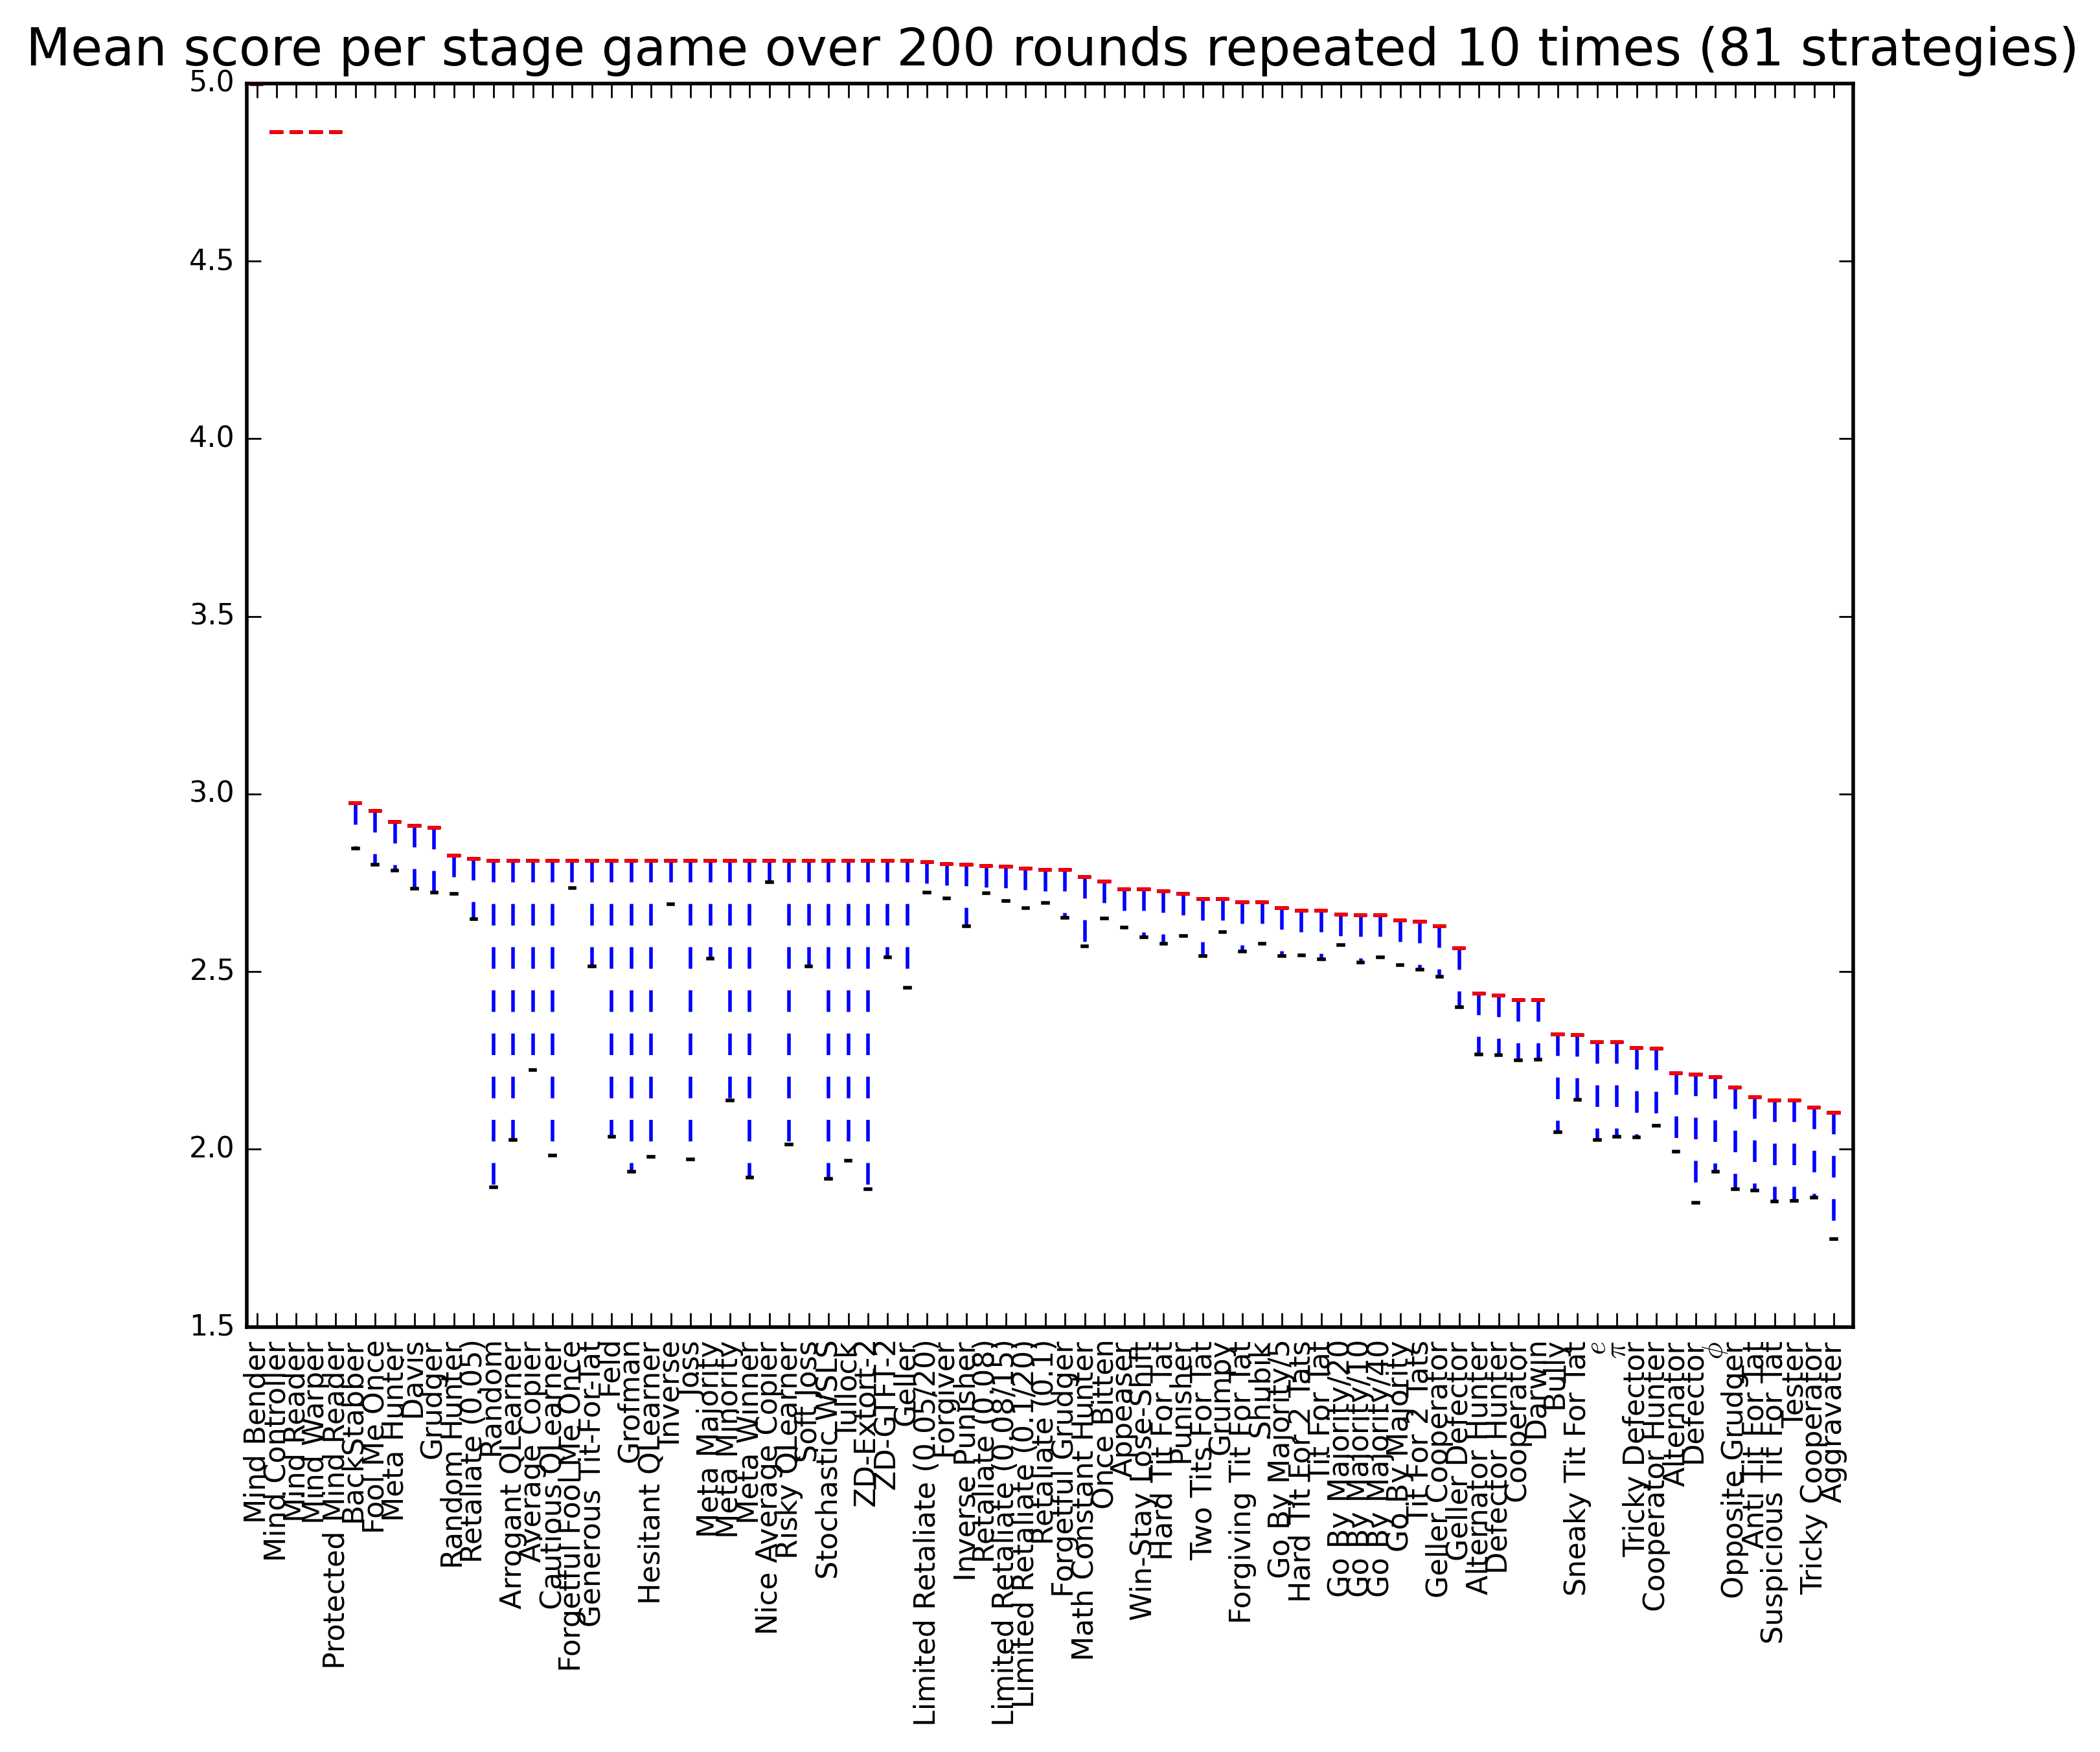 Mean score per stage game over 200 rounds repeated 10 times (81 strategies)
5.0
4.5
4.0
3.5
3.0
2.5
2.0
1.5
Mind Bender
Mind Controller
Mind Reader
Mind Warper
Protected Mind Reader
BackStabber
Fool Me Once
Meta Hunter
Davis
Grudger
Random Hunter
Retaliate (0.05)
Random
Arrogant QLearner
Average Copier
Cautious QLearner
Forgetful Fool Me Once
Generous Tit-For-Tat
Feld
Grofman
Hesitant QLearner
Inverse
Joss
Meta Majority
Meta Minority
Meta Winner
Nice Average Copier
Risky QLearner
Soft Joss
Stochastic WSLS
Tullock
ZD-Extort-2
ZD-GTFT-2
Geller
Limited Retaliate (0.05/20)
Forgiver
Inverse Punisher
Retaliate (0.08)
Limited Retaliate (0.08/15)
Limited Retaliate (0.1/20)
Retaliate (0.1)
Forgetful Grudger
Math Constant Hunter
Once Bitten
Appeaser
Win-Stay Lose-Shift
Hard Tit For Tat
Punisher
Two Tits For Tat
Grumpy
Forgiving Tit For Tat
Shubik
Go By Majority/5
Hard Tit For 2 Tats
Tit For Tat
Go By Majority/20
Go By Majority/10
Go By Majority/40
Go By Majority
Tit For 2 Tats
Geller Cooperator
Geller Defector
Alternator Hunter
Defector Hunter
Cooperator
Darwin
Bully
Sneaky Tit For Tat
e
π
Tricky Defector
Cooperator Hunter
Alternator
Defector
ϕ
Opposite Grudger
Anti Tit For Tat
Suspicious Tit For Tat
Tester
Tricky Cooperator
Aggravater